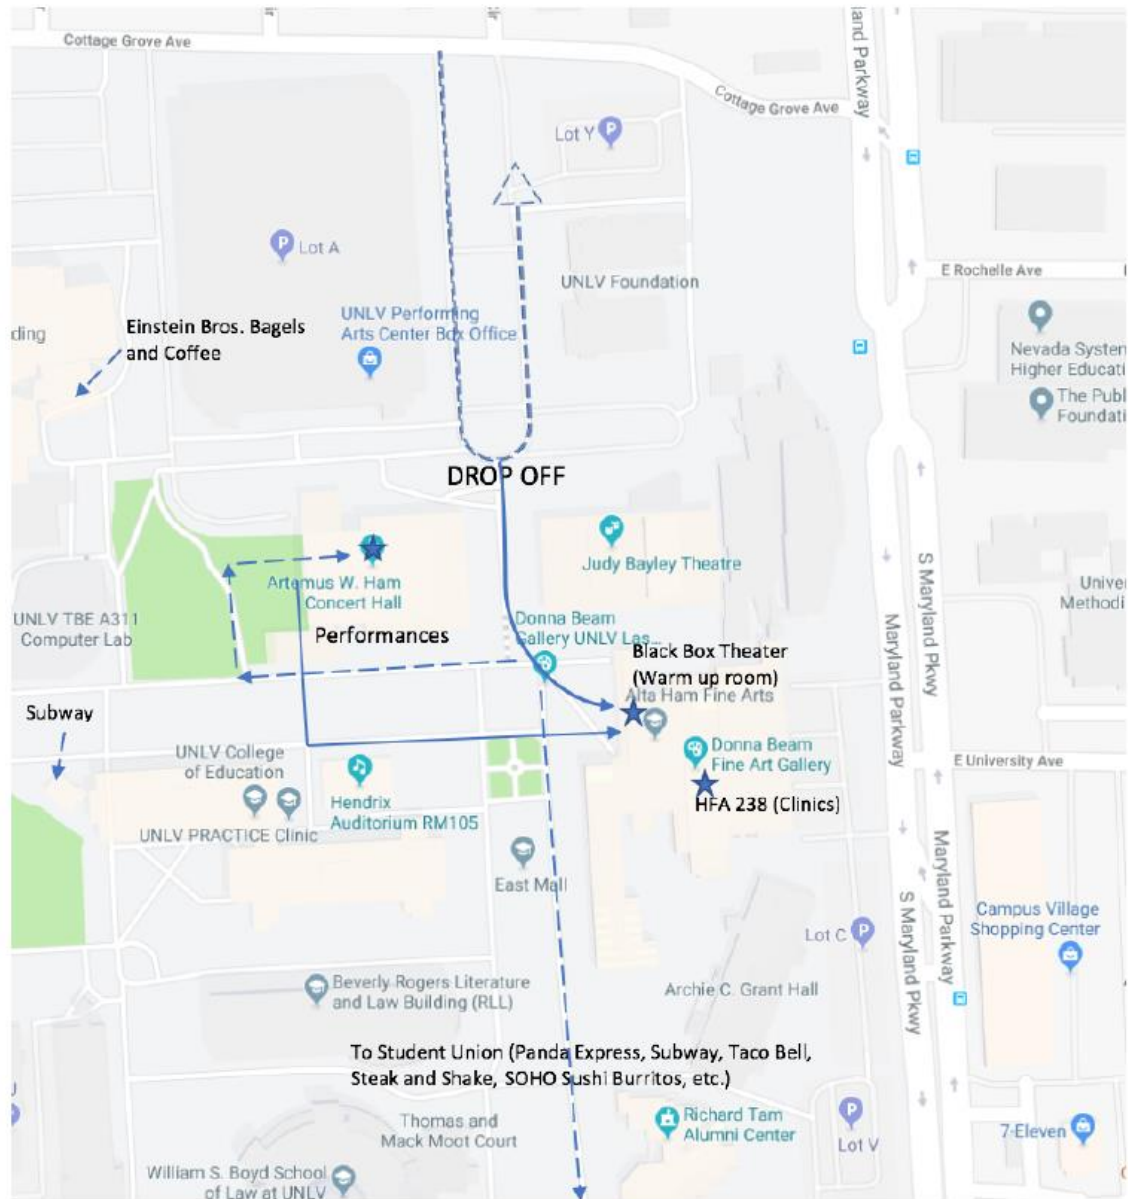 Cottage Grove Ave
land Parkway
Cottage Grove Ave
Lot Y
Lot A
UNLV Foundation
E Rochelle Ave
UNLV Performing
Arts Center Box Office
Einstein Bros. Bagels
and Coffee
ding
Nevada System
Higher Educati
The Publ
Foundati
DROP OFF
Judy Bayley Theatre
Artemus W. Ham
Concert Hall
Performances
UNLV TBE A311
Computer Lab
Donna Beam
Gallery UNLV Las...
S Maryland Pkwy
Maryland Parkway
Univer
Methodi
Black Box Theater
(Warm up room)
Alta Ham Fine Arts
Subway
UNLV College
of Education
Donna Beam
Fine Art Gallery
E University Ave
HFA 238 (Clinics)
Hendrix
Auditorium RM105
UNLV PRACTICE Clinic
East Mall
Maryland Parkway
S Maryland Pkwy
Campus Village
Shopping Center
Lot C
Beverly Rogers Literature
and Law Building (RLL)
Archie C. Grant Hall
To Student Union (Panda Express, Subway, Taco Bell,
Steak and Shake, SOHO Sushi Burritos, etc.)
Thomas and
Mack Moot Court
Richard Tam
Alumni Center
Lot V
7-Eleven
William S. Boyd School
of Law at UNLV